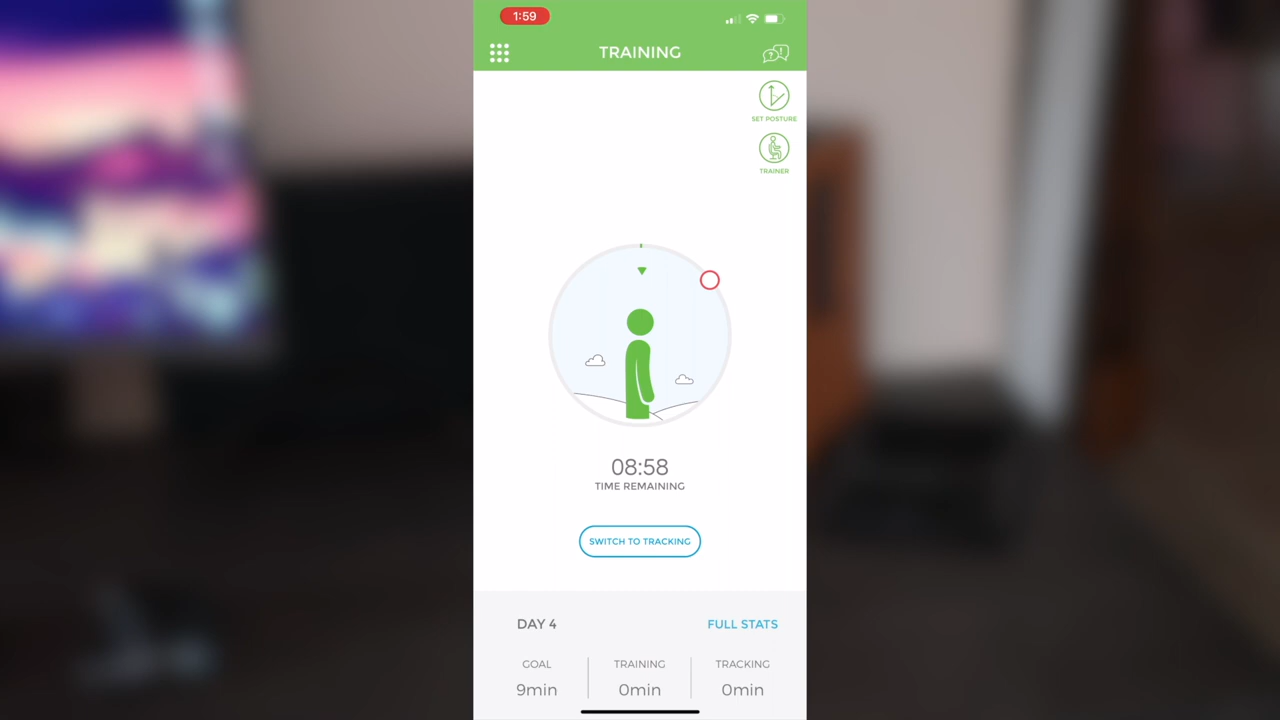 1:59
TRAINING
? !
SET POSTURE
TRAINER
08:58
TIME REMAINING
SWITCH TO TRACKING
DAY 4
FULL STATS
GOAL TRAINING TRACKING
9min 0min 0min